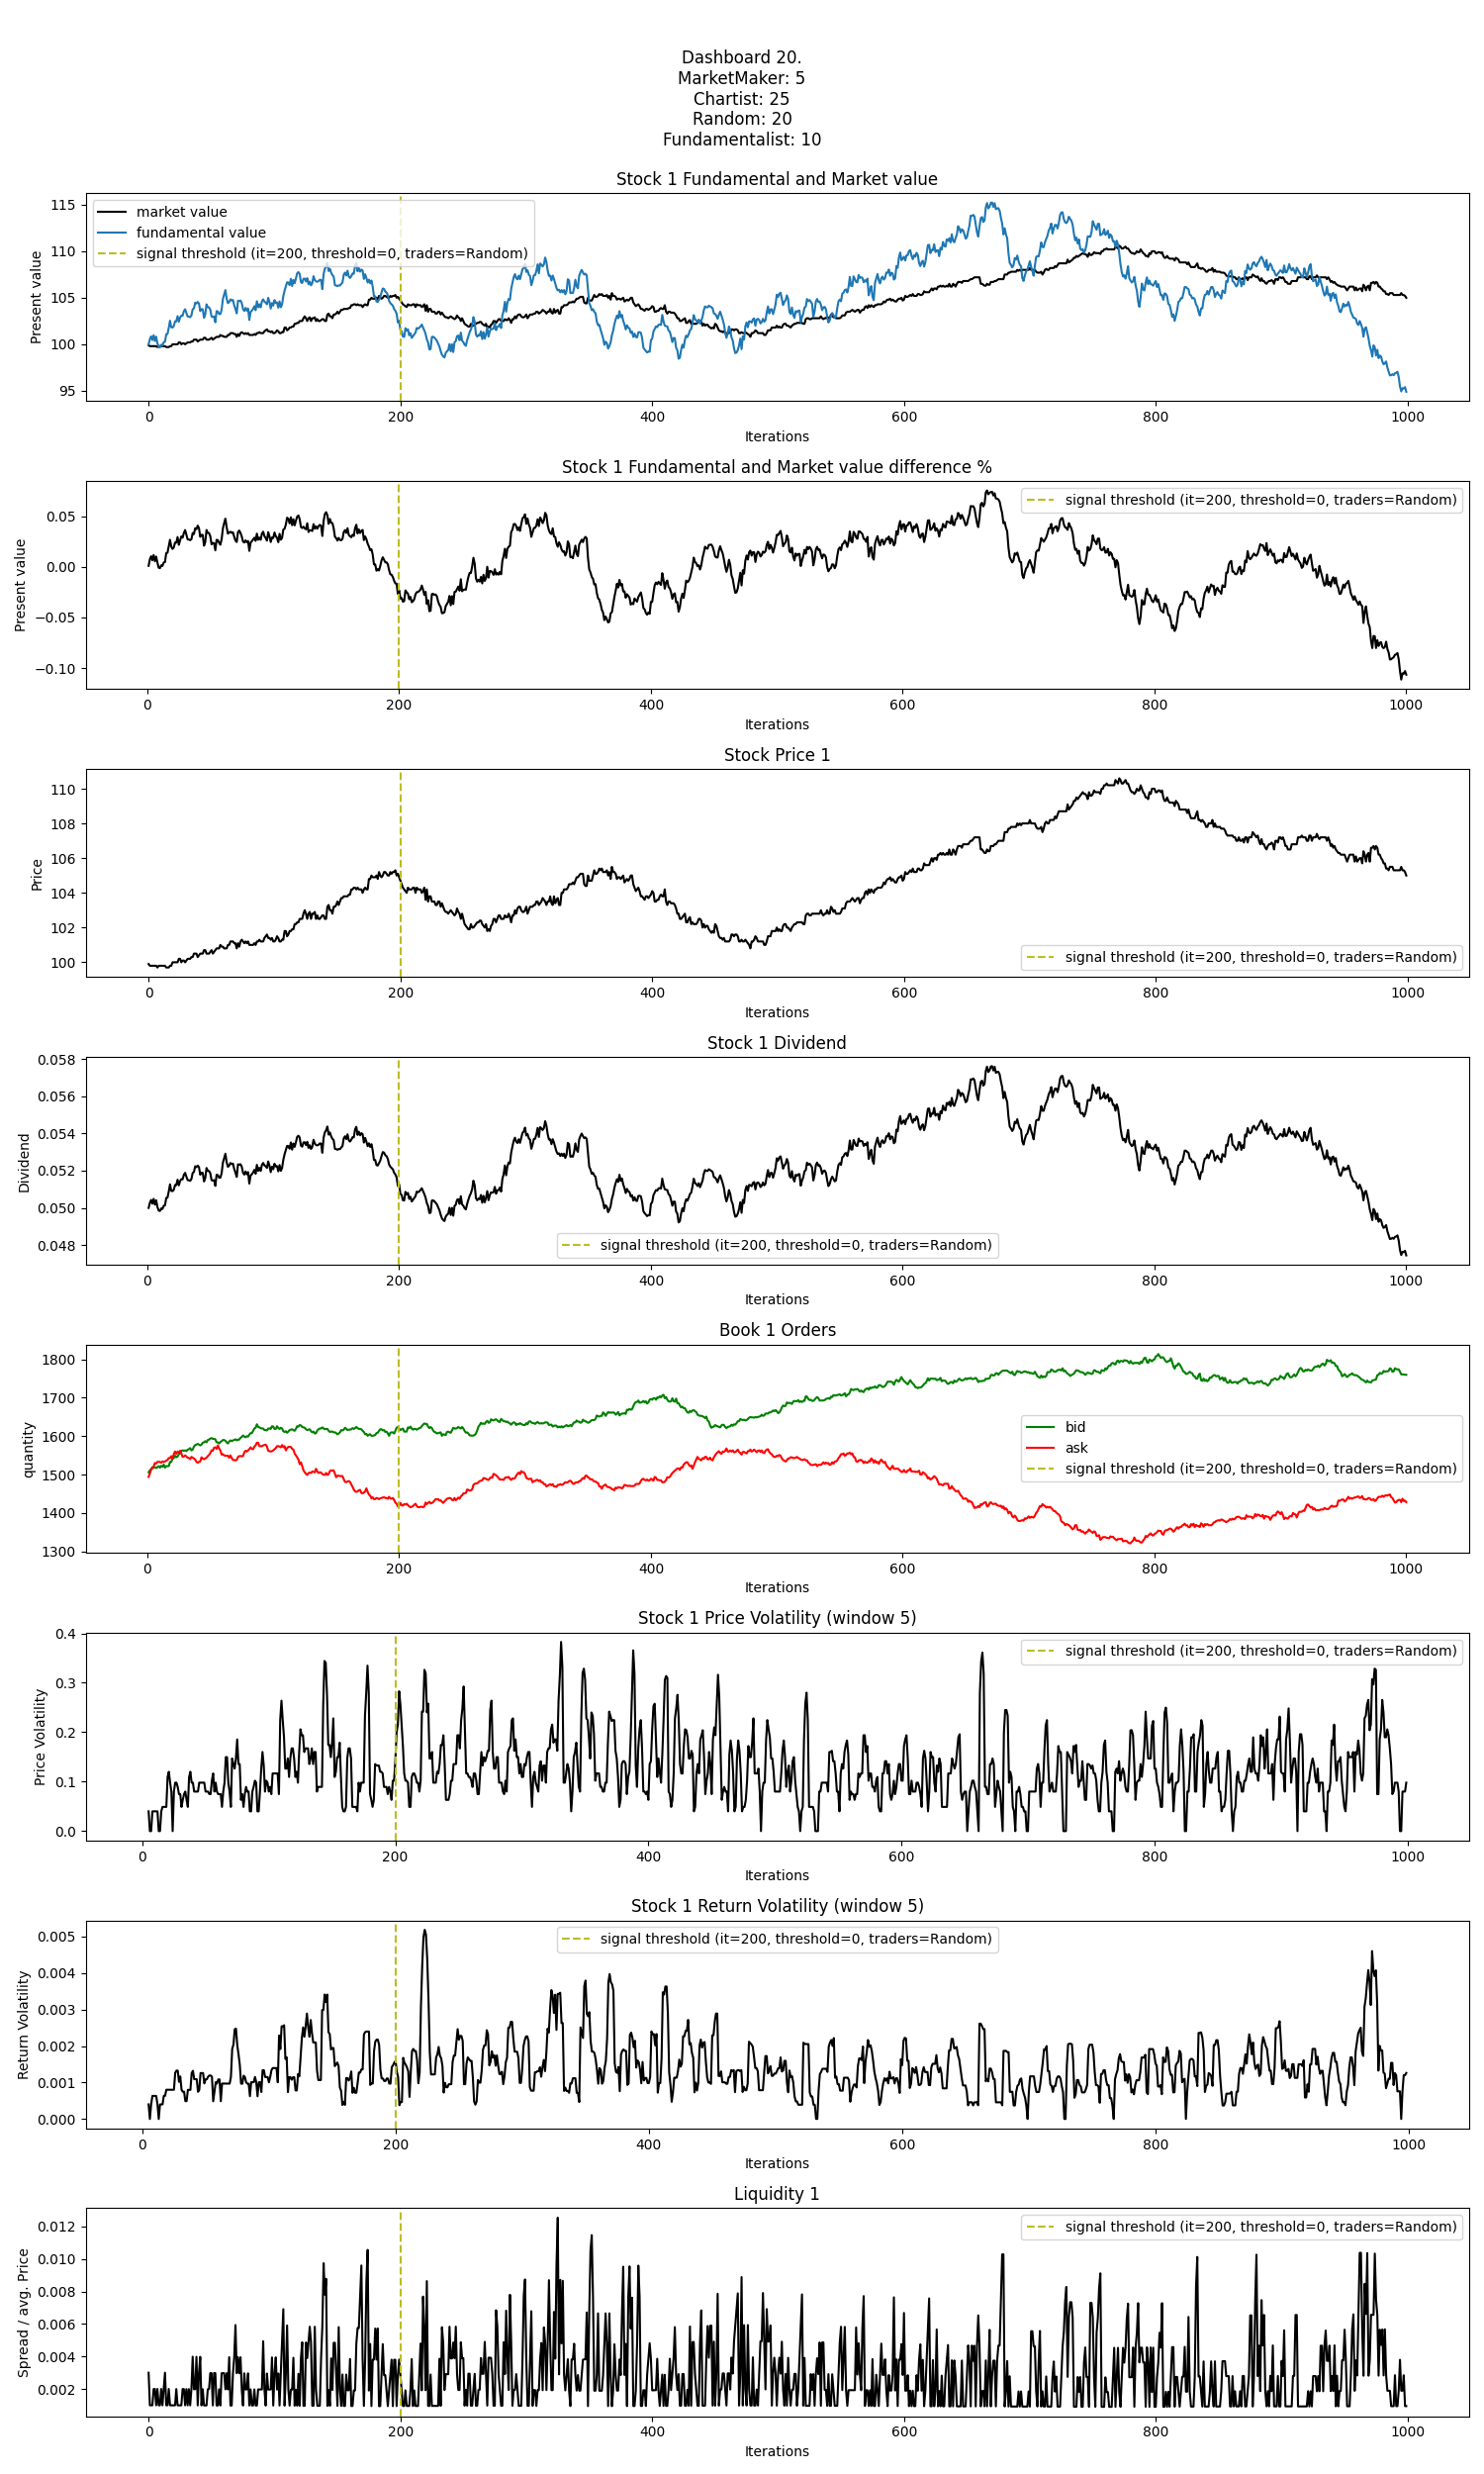 Dashboard 20.
MarketMaker: 5
Chartist: 25
Random: 20
Fundamentalist: 10
Stock 1 Fundamental and Market value
market value
fundamental value
signal threshold (it=200, threshold=0, traders=Random)
Present value
115
110
105
100
95
0 200 400 600 800 1000
Iterations
Stock 1 Fundamental and Market value difference %
signal threshold (it=200, threshold=0, traders=Random)
Present value
0.05
0.00
−0.05
−0.10
0 200 400 600 800 1000
Iterations
Stock Price 1
Price
110
108
106
104
102
100
signal threshold (it=200, threshold=0, traders=Random)
0 200 400 600 800 1000
Iterations
Stock 1 Dividend
Dividend
0.058
0.056
0.054
0.052
0.050
0.048
signal threshold (it=200, threshold=0, traders=Random)
0 200 400 600 800 1000
Iterations
Book 1 Orders
quantity
1800
1700
1600
1500
1400
1300
bid
ask
signal threshold (it=200, threshold=0, traders=Random)
0 200 400 600 800 1000
Iterations
Stock 1 Price Volatility (window 5)
signal threshold (it=200, threshold=0, traders=Random)
Price Volatility
0.4
0.3
0.2
0.1
0.0
0 200 400 600 800 1000
Iterations
Stock 1 Return Volatility (window 5)
signal threshold (it=200, threshold=0, traders=Random)
Return Volatility
0.005
0.004
0.003
0.002
0.001
0.000
0 200 400 600 800 1000
Iterations
Liquidity 1
signal threshold (it=200, threshold=0, traders=Random)
Spread / avg. Price
0.012
0.010
0.008
0.006
0.004
0.002
0 200 400 600 800 1000
Iterations